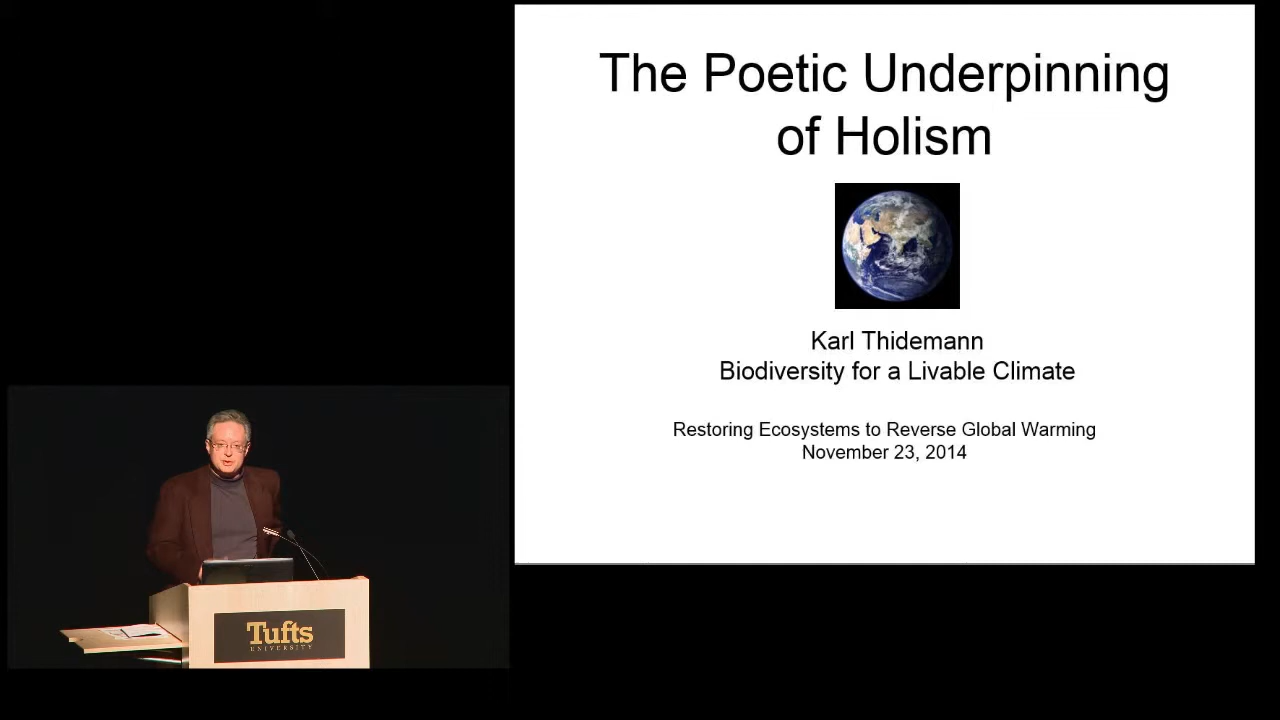 The Poetic Underpinning
of Holism
Karl Thidemann
Biodiversity for a Livable Climate
Restoring Ecosystems to Reverse Global Warming
November 23, 2014
Tufts
UNIVERSITY